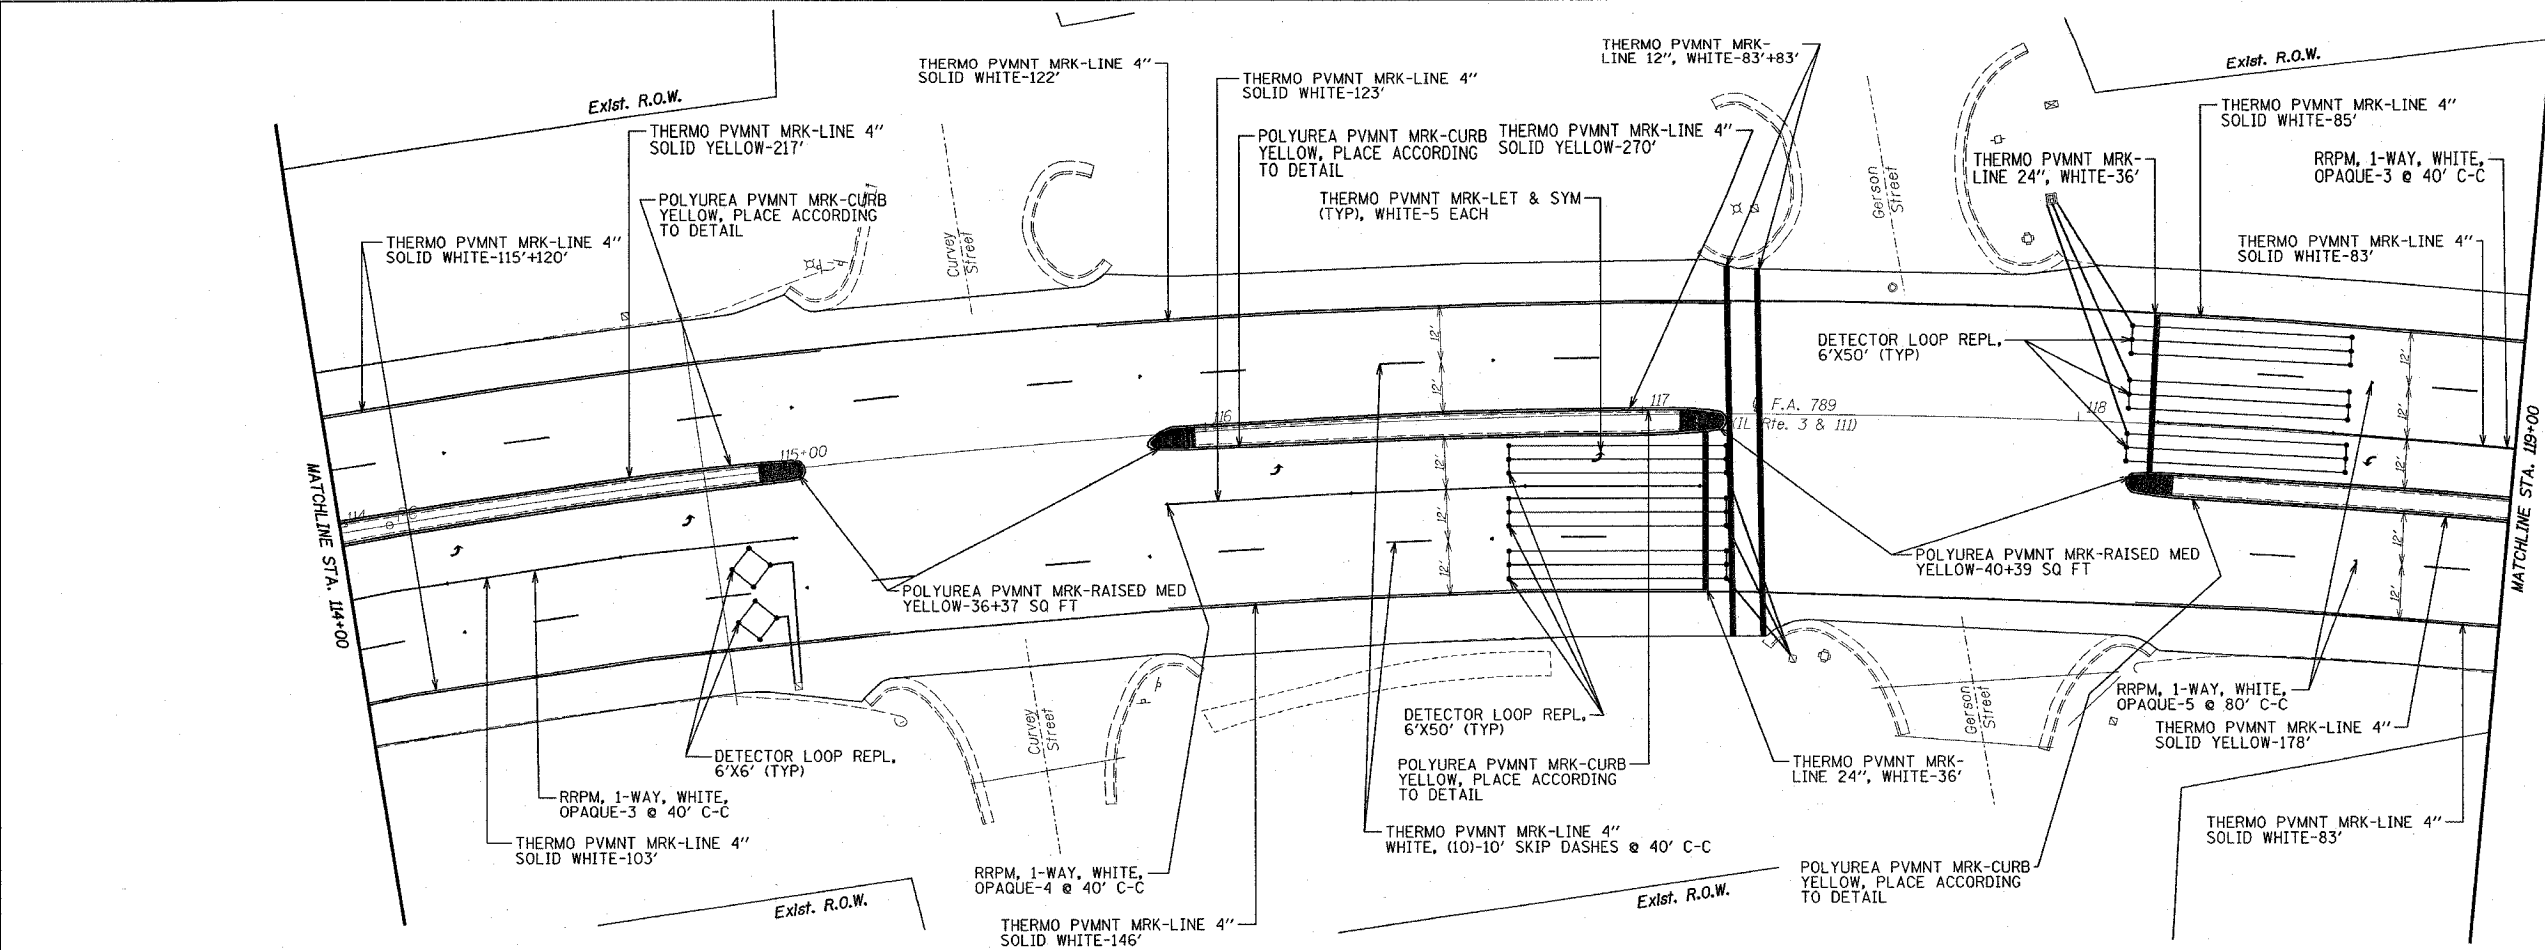 THERMO PVMNT MRK-
LINE 12", WHITE-83'+83'
THERMO PVMNT MRK-LINE 4"
SOLID WHITE-122'
THERMO PVMNT MRK-LINE 4"
SOLID WHITE-123'
Exist. R.O.W.
Exist. R.O.W.
THERMO PVMNT MRK-LINE 4"
SOLID YELLOW-217'
POLYUREA PVMNT MRK-CURB
YELLOW, PLACE ACCORDING
TO DETAIL
THERMO PVMNT MRK-LINE 4"
SOLID YELLOW-270'
THERMO PVMNT MRK-LINE 4"
SOLID WHITE-85'
THERMO PVMNT MRK-
LINE 24", WHITE-36'
RRPM, 1-WAY, WHITE,
OPAQUE-3 @ 40' C-C
POLYUREA PVMNT MRK-CURB
YELLOW, PLACE ACCORDING
TO DETAIL
THERMO PVMNT MRK-LET & SYM
(TYP), WHITE-5 EACH
Gerson
Street
THERMO PVMNT MRK-LINE 4"
SOLID WHITE-115'+120'
Curvey
Street
THERMO PVMNT MRK-LINE 4"
SOLID WHITE-83'
DETECTOR LOOP REPL,
6'X50' (TYP)
12'
12'
12'
12'
12'
12'
12'
12'
12'
12'
114
115+00
116
117
118
F.A. 789
(IL Rte. 3 & 111)
MATCHLINE STA. 114+00
MATCHLINE STA. 119+00
POLYUREA PVMNT MRK-RAISED MED
YELLOW-36+37 SQ FT
POLYUREA PVMNT MRK-RAISED MED
YELLOW-40+39 SQ FT
Curvey
Street
Gerson
Street
RRPM, 1-WAY, WHITE,
OPAQUE-5 @ 80' C-C
THERMO PVMNT MRK-LINE 4"
SOLID YELLOW-178'
DETECTOR LOOP REPL,
6'X50' (TYP)
DETECTOR LOOP REPL,
6'X6' (TYP)
POLYUREA PVMNT MRK-CURB
YELLOW, PLACE ACCORDING
TO DETAIL
THERMO PVMNT MRK-
LINE 24", WHITE-36'
RRPM, 1-WAY, WHITE,
OPAQUE-3 @ 40' C-C
THERMO PVMNT MRK-LINE 4"
SOLID WHITE-103'
THERMO PVMNT MRK-LINE 4"
WHITE, (10)-10' SKIP DASHES @ 40' C-C
THERMO PVMNT MRK-LINE 4"
SOLID WHITE-83'
RRPM, 1-WAY, WHITE,
OPAQUE-4 @ 40' C-C
POLYUREA PVMNT MRK-CURB
YELLOW, PLACE ACCORDING
TO DETAIL
Exist. R.O.W.
Exist. R.O.W.
THERMO PVMNT MRK-LINE 4"
SOLID WHITE-146'